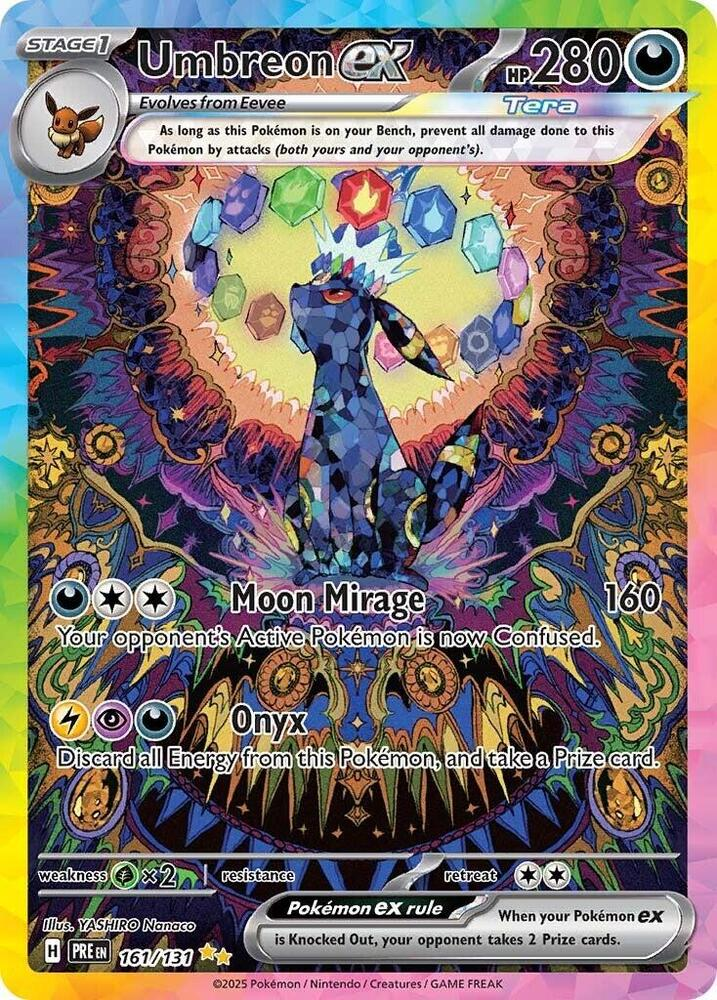 STAGE 1
Umbreon ex
HP 280
Evolves from Eevee
Tera
As long as this Pokémon is on your Bench, prevent all damage done to this
Pokémon by attacks (both yours and your opponent's).
Moon Mirage 160
Your opponent's Active Pokémon is now Confused.
Onyx
Discard all Energy from this Pokémon, and take a Prize card.
weakness ×2 resistance retreat
Illus. YASHIRO Nanaco
Pokémon ex rule
When your Pokémon ex
is Knocked Out, your opponent takes 2 Prize cards.
H PRE EN 161/131
©2025 Pokémon / Nintendo / Creatures / GAME FREAK